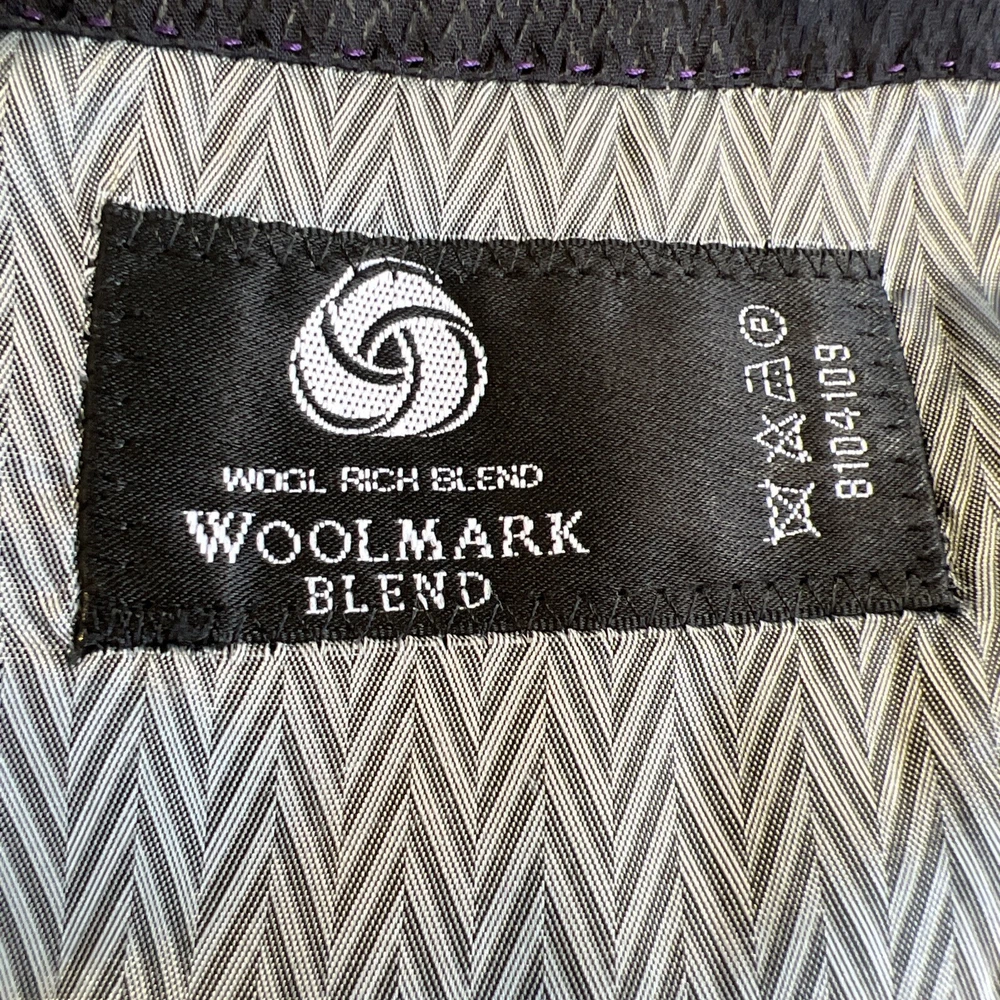 WOOL RICH BLEND
WOOLMARK
BLEND
P
8104109